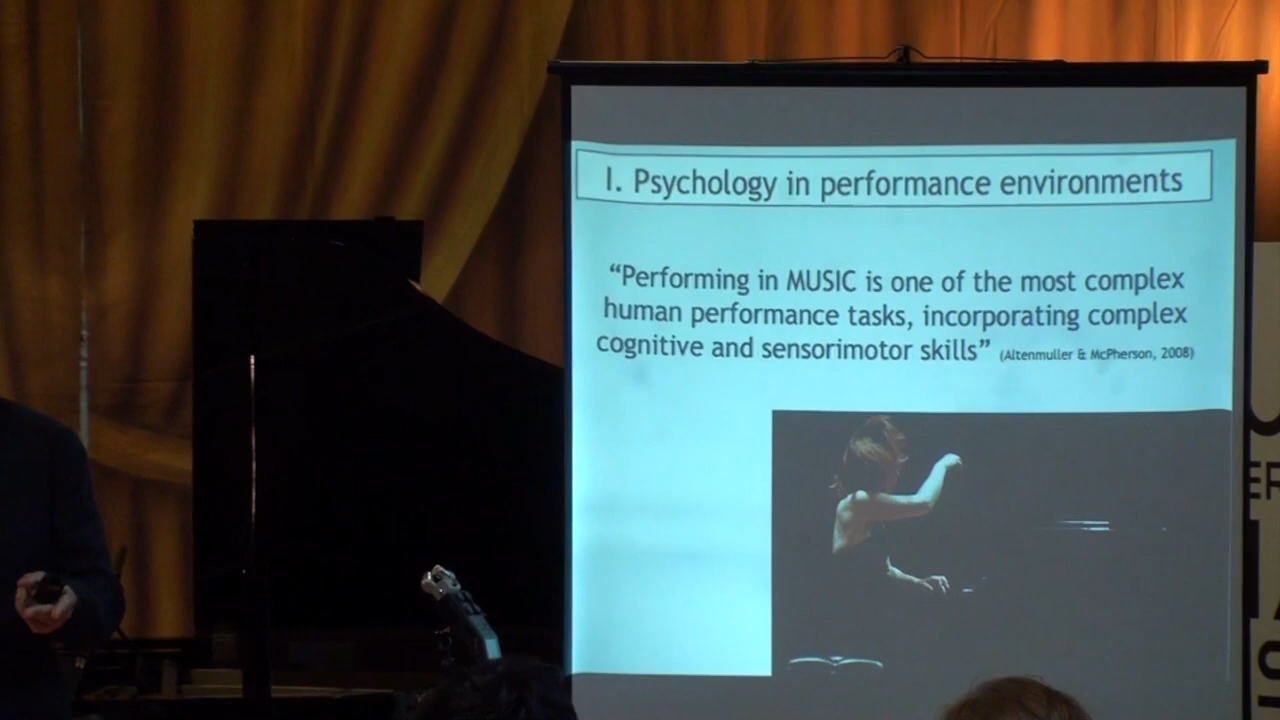 I. Psychology in performance environments
“Performing in MUSIC is one of the most complex
human performance tasks, incorporating complex
cognitive and sensorimotor skills” (Altenmuller & McPherson, 2008)